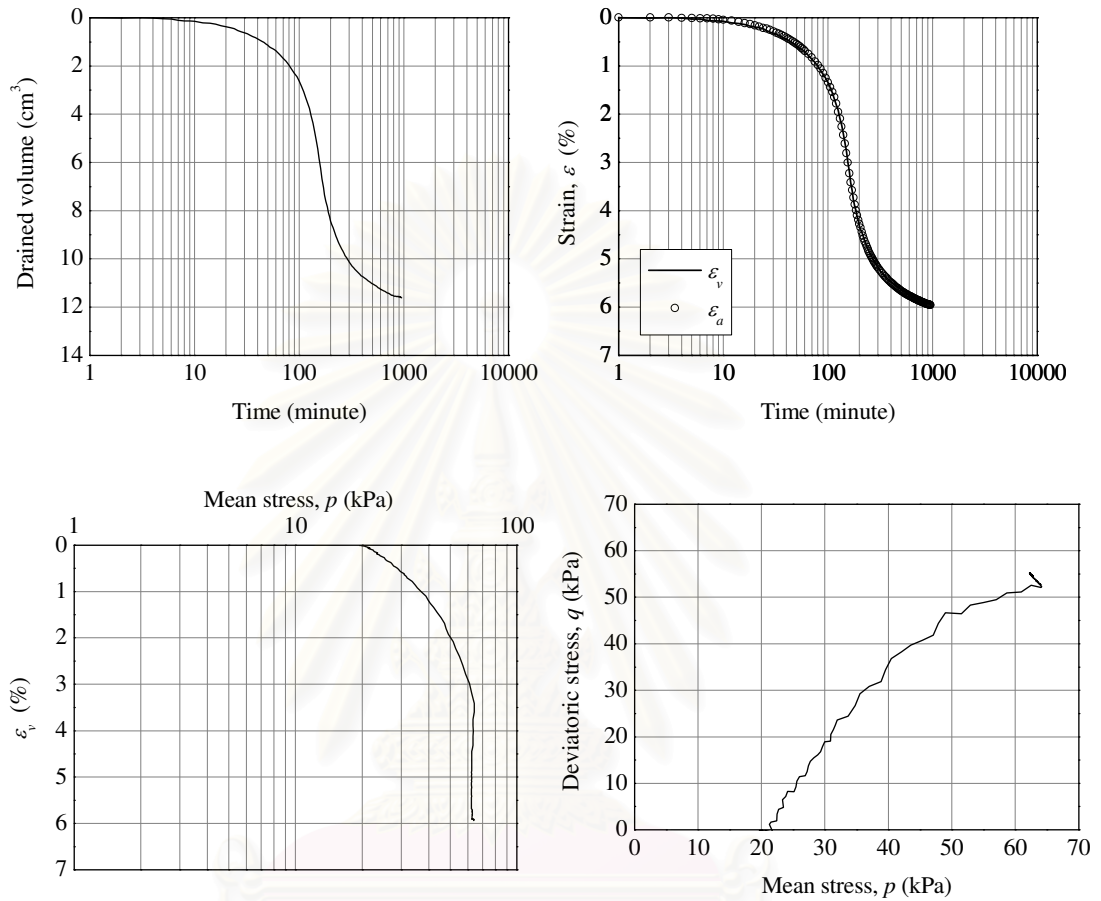 0
2
4
6
8
10
12
14
Drained volume (cm³)
1 10 100 1000 10000
Time (minute)
0
1
2
3
4
5
6
7
Strain, ε (%)
ε_v
ε_a
1 10 100 1000 10000
Time (minute)
Mean stress, p (kPa)
1 10 100
0
1
2
3
4
5
6
7
ε_v (%)
70
60
50
40
30
20
10
0
Deviatoric stress, q (kPa)
0 10 20 30 40 50 60 70
Mean stress, p (kPa)